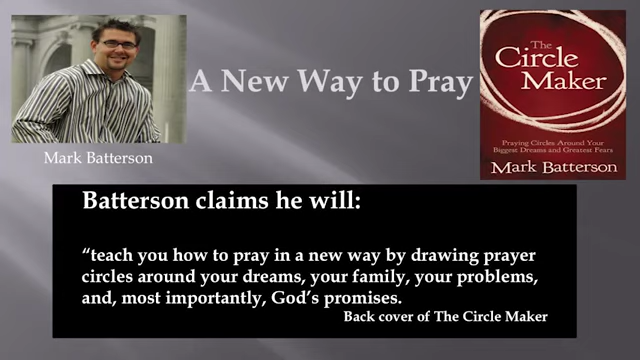 A New Way to Pray
Mark Batterson
The
Circle
Maker
Praying Circles Around Your
Biggest Dreams and Greatest Fears
Mark Batterson
Batterson claims he will:
“teach you how to pray in a new way by drawing prayer
circles around your dreams, your family, your problems,
and, most importantly, God’s promises.
Back cover of The Circle Maker